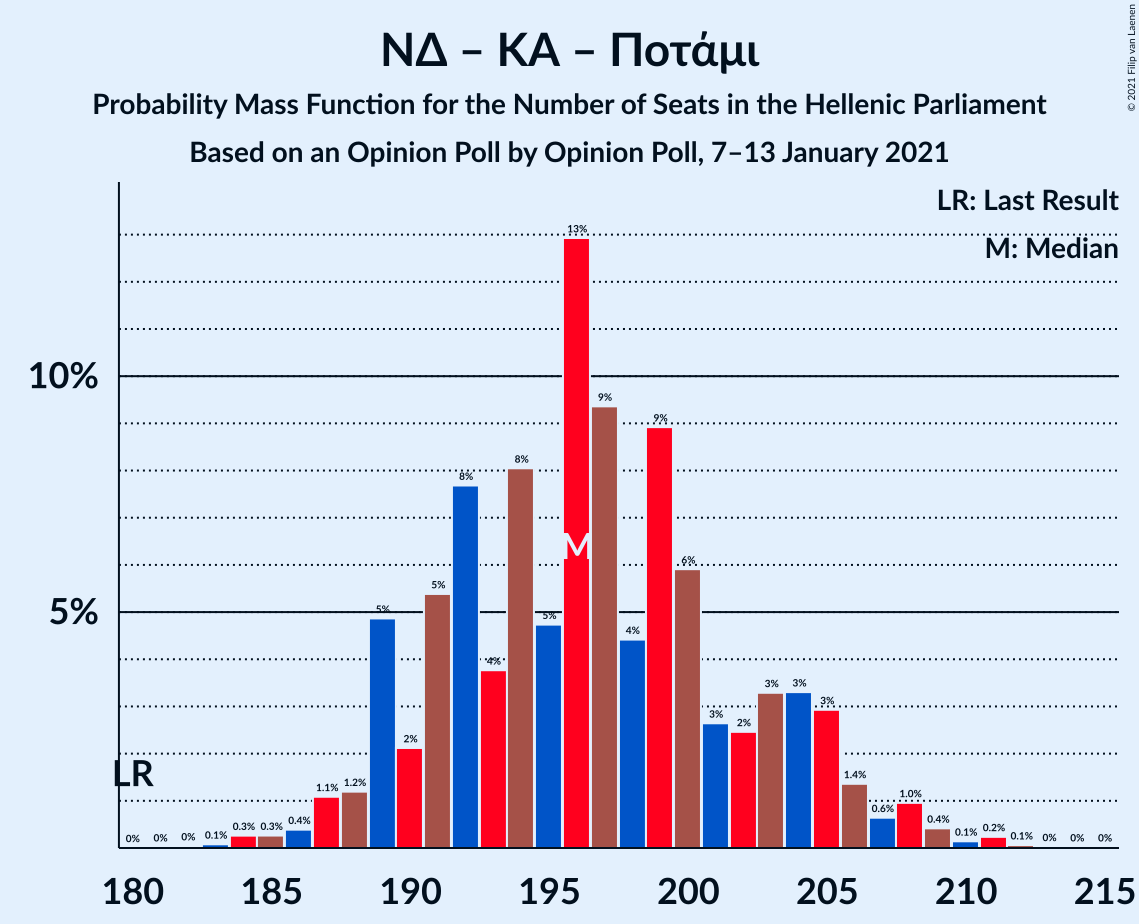 ΝΔ – ΚΑ – Ποτάμι
Probability Mass Function for the Number of Seats in the Hellenic Parliament
Based on an Opinion Poll by Opinion Poll, 7–13 January 2021
© 2021 Filip van Laenen
LR: Last Result
M: Median
10%
5%
LR
M
0% 0% 0% 0.1% 0.3% 0.3% 0.4% 1.1% 1.2% 5% 2% 5% 8% 4% 8% 5% 13% 9% 4% 9% 6% 3% 2% 3% 3% 3% 1.4% 0.6% 1.0% 0.4% 0.1% 0.2% 0.1% 0% 0% 0%
180 185 190 195 200 205 210 215